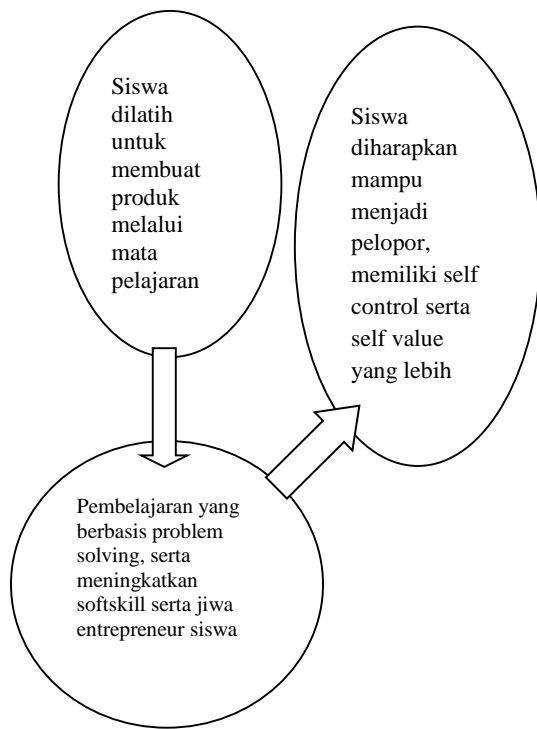 Siswa
dilatih
untuk
membuat
produk
melalui
mata
pelajaran
Pembelajaran yang
berbasis problem
solving, serta
meningkatkan
softskill serta jiwa
entrepreneur siswa
Siswa
diharapkan
mampu
menjadi
pelopor,
memiliki self
control serta
self value
yang lebih